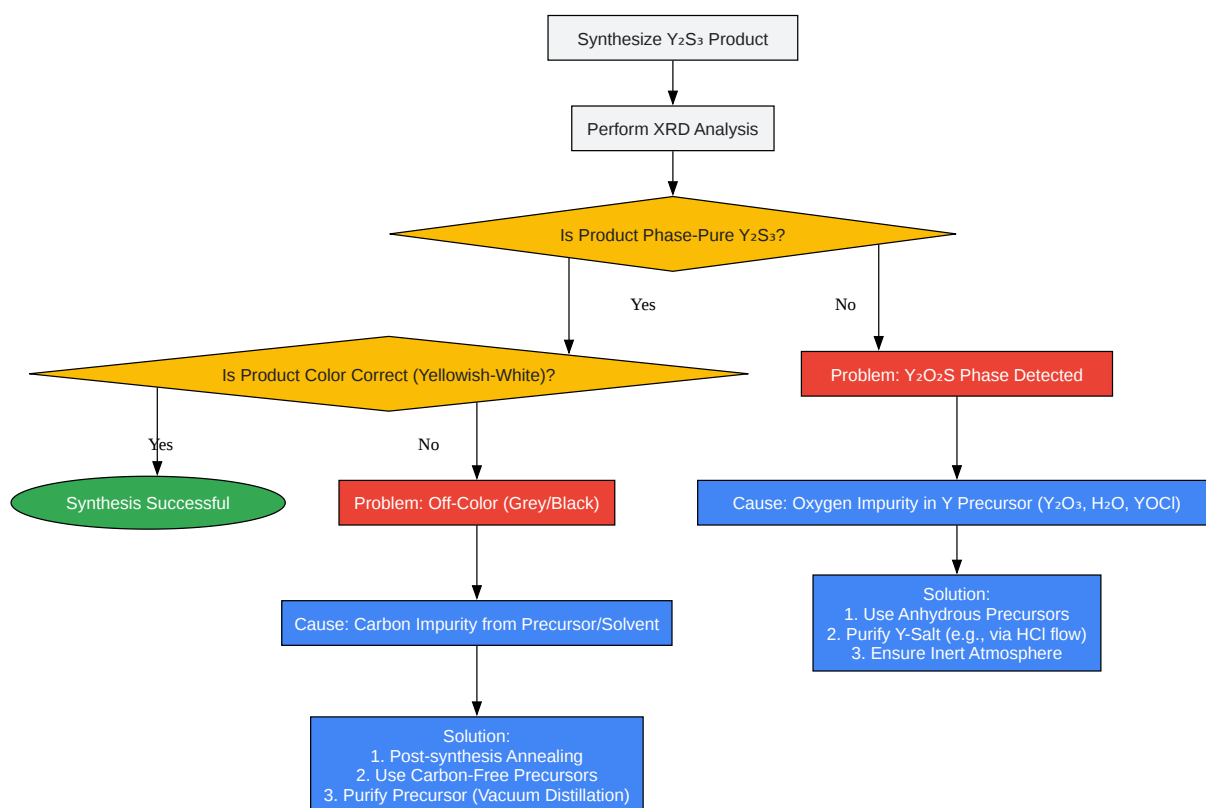 Synthesize Y₂S₃ Product
Perform XRD Analysis
Is Product Phase-Pure Y₂S₃?
Yes
No
Is Product Color Correct (Yellowish-White)?
Problem: Y₂O₂S Phase Detected
Yes
No
Synthesis Successful
Problem: Off-Color (Grey/Black)
Cause: Oxygen Impurity in Y Precursor (Y₂O₃, H₂O, YOCl)
Solution:
1. Use Anhydrous Precursors
2. Purify Y-Salt (e.g., via HCl flow)
3. Ensure Inert Atmosphere
Cause: Carbon Impurity from Precursor/Solvent
Solution:
1. Post-synthesis Annealing
2. Use Carbon-Free Precursors
3. Purify Precursor (Vacuum Distillation)